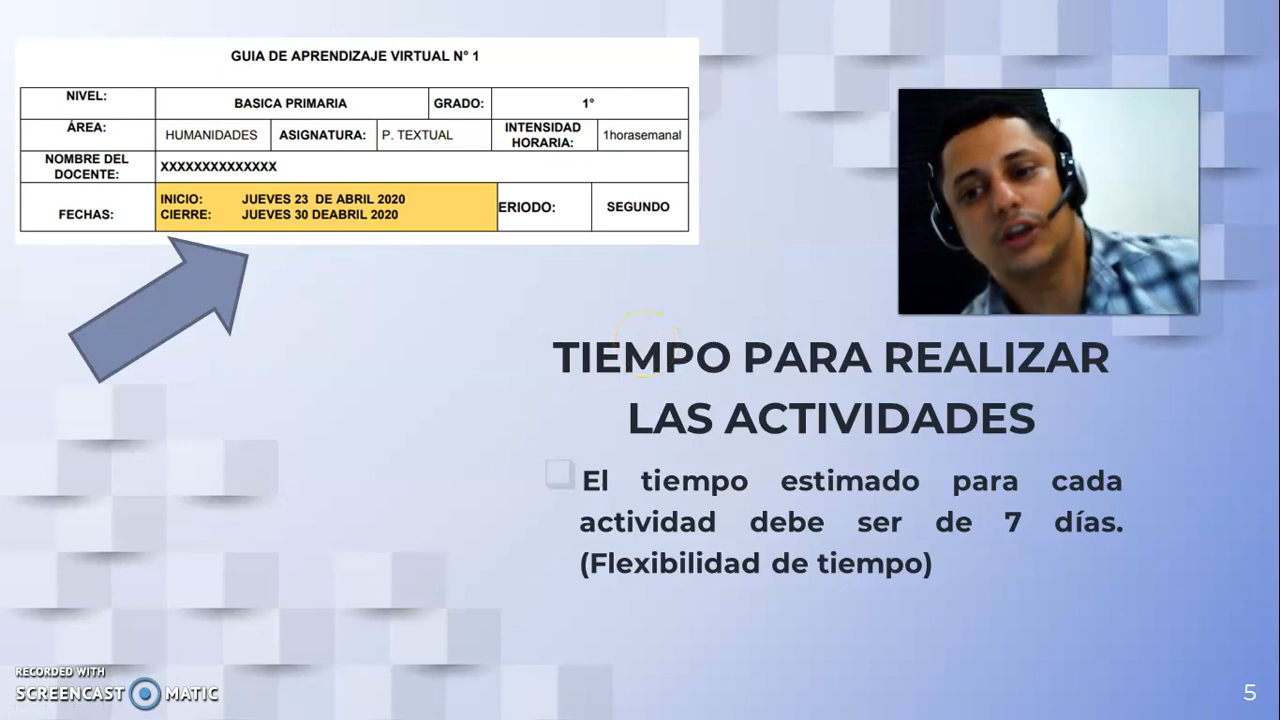 GUIA DE APRENDIZAJE VIRTUAL N° 1
NIVEL: BASICA PRIMARIA GRADO: 1°
ÁREA: HUMANIDADES ASIGNATURA: P. TEXTUAL INTENSIDAD HORARIA: 1horasemanal
NOMBRE DEL DOCENTE: XXXXXXXXXXXXXX
FECHAS: INICIO: JUEVES 23 DE ABRIL 2020
CIERRE: JUEVES 30 DEABRIL 2020
ERIODO: SEGUNDO
TIEMPO PARA REALIZAR
LAS ACTIVIDADES
El tiempo estimado para cada
actividad debe ser de 7 días.
(Flexibilidad de tiempo)
RECORDED WITH
SCREENCAST MATIC
5